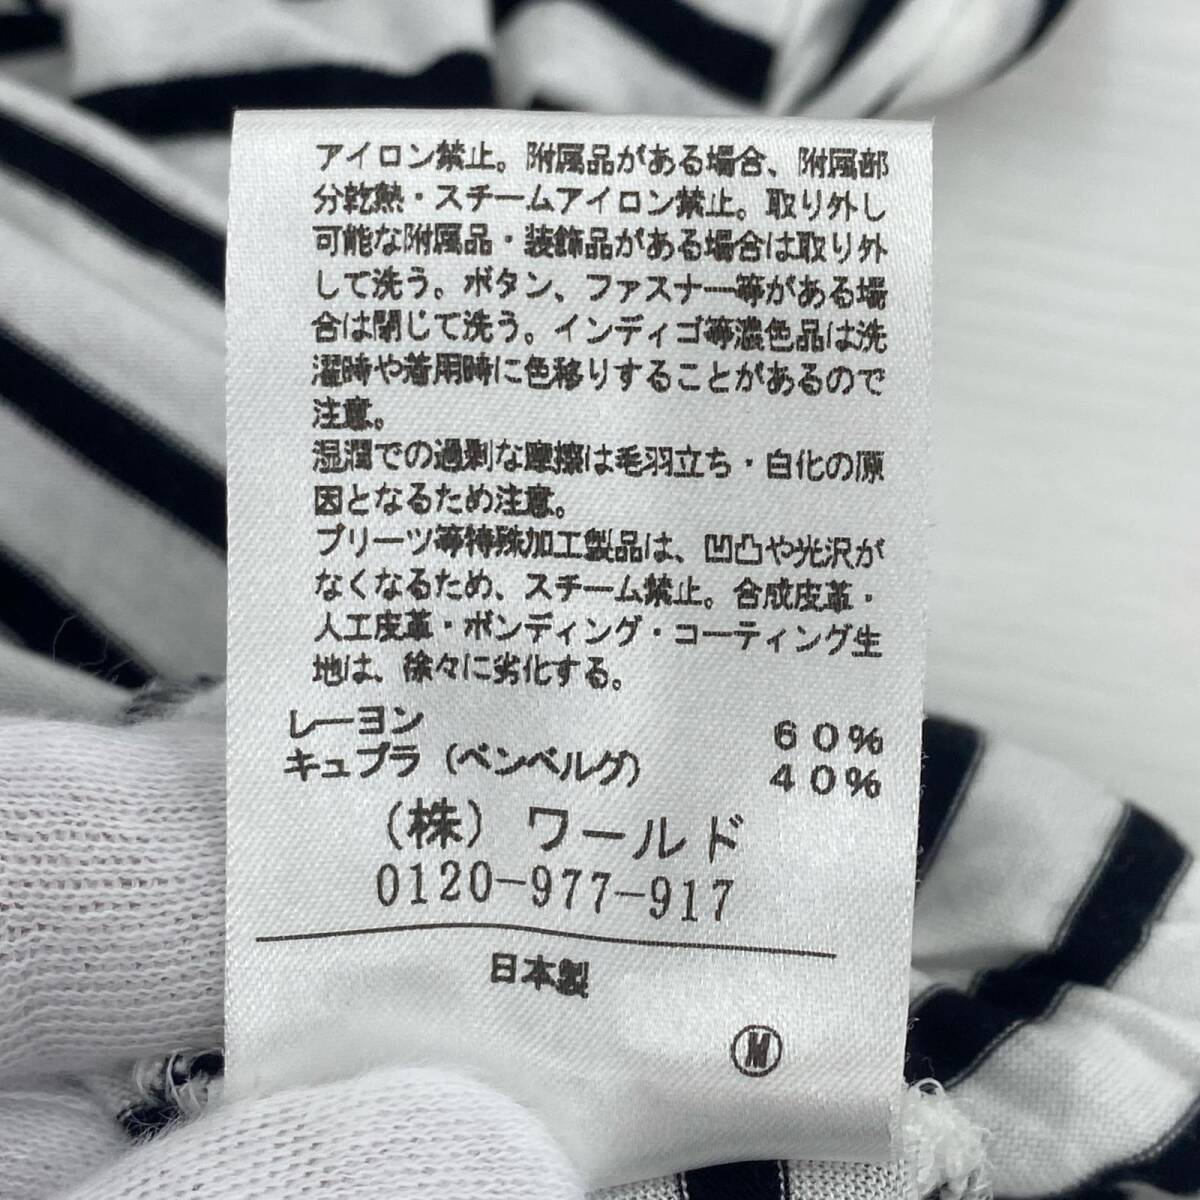 アイロン禁止。附属品がある場合、附属部
分乾熱・スチームアイロン禁止。取り外し
可能な附属品・装飾品がある場合は取り外
して洗う。ボタン、ファスナー等がある場
合は閉じて洗う。インディゴ等濃色品は洗
濯時や着用時に色移りすることがあるので
注意。
湿潤での過剰な摩擦は毛羽立ち・白化の原
因となるため注意。
プリーツ等特殊加工製品は、凹凸や光沢が
なくなるため、スチーム禁止。合成皮革・
人工皮革・ボンディング・コーティング生
地は、徐々に劣化する。
レーヨン 60%
キュプラ（ベンベルグ） 40%
（株）ワールド
0120-977-917
日本製
M